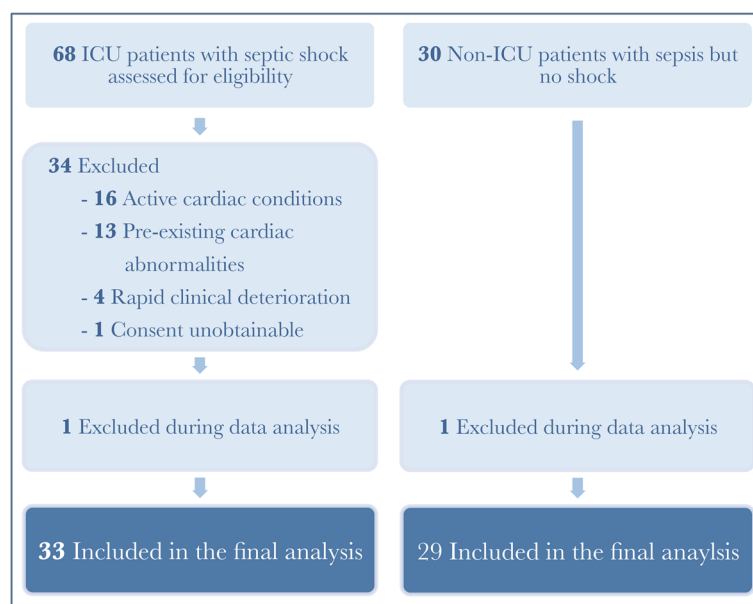 68 ICU patients with septic shock
assessed for eligibility
30 Non-ICU patients with sepsis but
no shock
34 Excluded
- 16 Active cardiac conditions
- 13 Pre-existing cardiac
abnormalities
- 4 Rapid clinical deterioration
- 1 Consent unobtainable
1 Excluded during data analysis
1 Excluded during data analysis
33 Included in the final analysis
29 Included in the final anaylsis